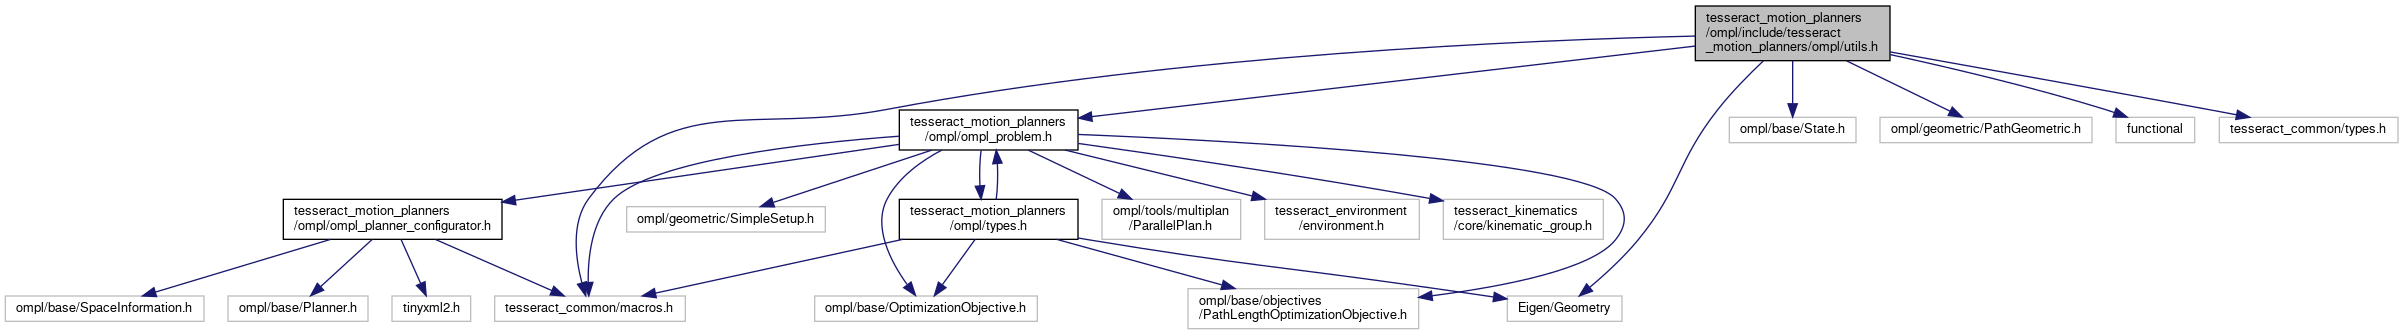 tesseract_motion_planners
/ompl/include/tesseract
_motion_planners/ompl/utils.h
tesseract_motion_planners
/ompl/ompl_problem.h
ompl/base/State.h
ompl/geometric/PathGeometric.h
functional
tesseract_common/types.h
tesseract_motion_planners
/ompl/ompl_planner_configurator.h
ompl/geometric/SimpleSetup.h
tesseract_motion_planners
/ompl/types.h
ompl/tools/multiplan
/ParallelPlan.h
tesseract_environment
/environment.h
tesseract_kinematics
/core/kinematic_group.h
ompl/base/SpaceInformation.h
ompl/base/Planner.h
tinyxml2.h
tesseract_common/macros.h
ompl/base/OptimizationObjective.h
ompl/base/objectives
/PathLengthOptimizationObjective.h
Eigen/Geometry